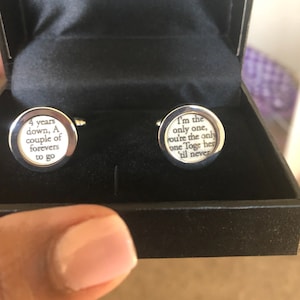 4 years
down, A
couple of
forevers
to go
I'm the
only one,
you're the only
one Toge her
'til never